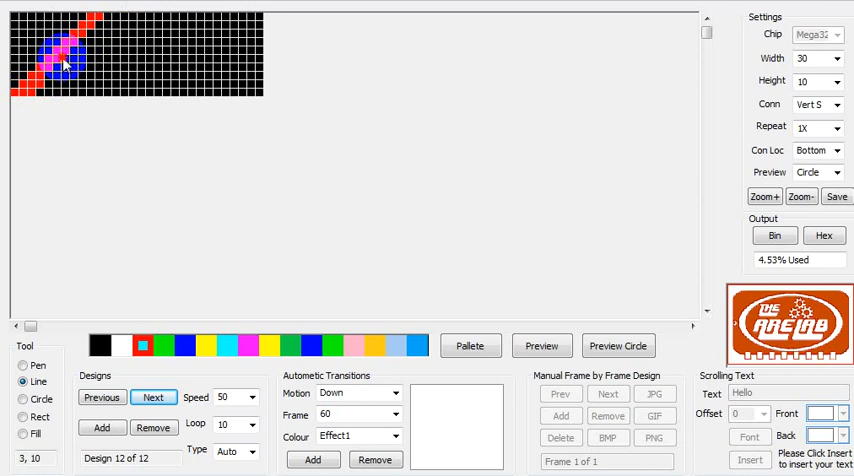 Settings
Chip Mega32
Width 30
Height 10
Conn Vert S
Repeat 1X
Con Loc Bottom
Preview Circle
Zoom+ Zoom- Save
Output
Bin Hex
4.53% Used
THE
ARE LAB
Pallete Preview Preview Circle
Tool
Pen
Line
Circle
Rect
Fill
3, 10
Designs
Previous Next Speed 50
Add Remove Loop 10
Design 12 of 12 Type Auto
Autometic Transitions
Motion Down
Frame 60
Colour Effect1
Add Remove
Manual Frame by Frame Design
Prev Next JPG
Add Remove GIF
Delete BMP PNG
Frame 1 of 1
Scrolling Text
Text Hello
Offset 0 Front
Font Back
Insert Please Click Insert
to insert your text